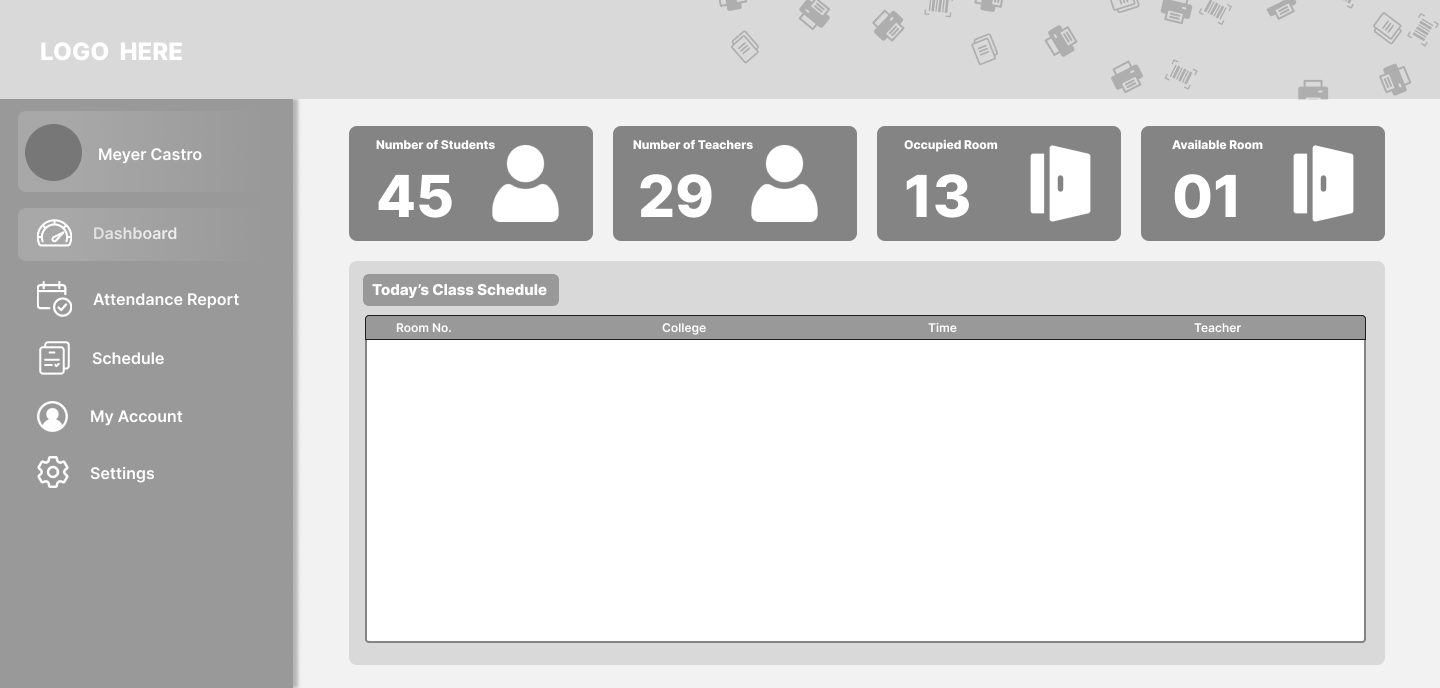 LOGO HERE
Meyer Castro
Dashboard
Attendance Report
Schedule
My Account
Settings
Number of Students
45
Number of Teachers
29
Occupied Room
13
Available Room
01
Today’s Class Schedule
Room No. College Time Teacher